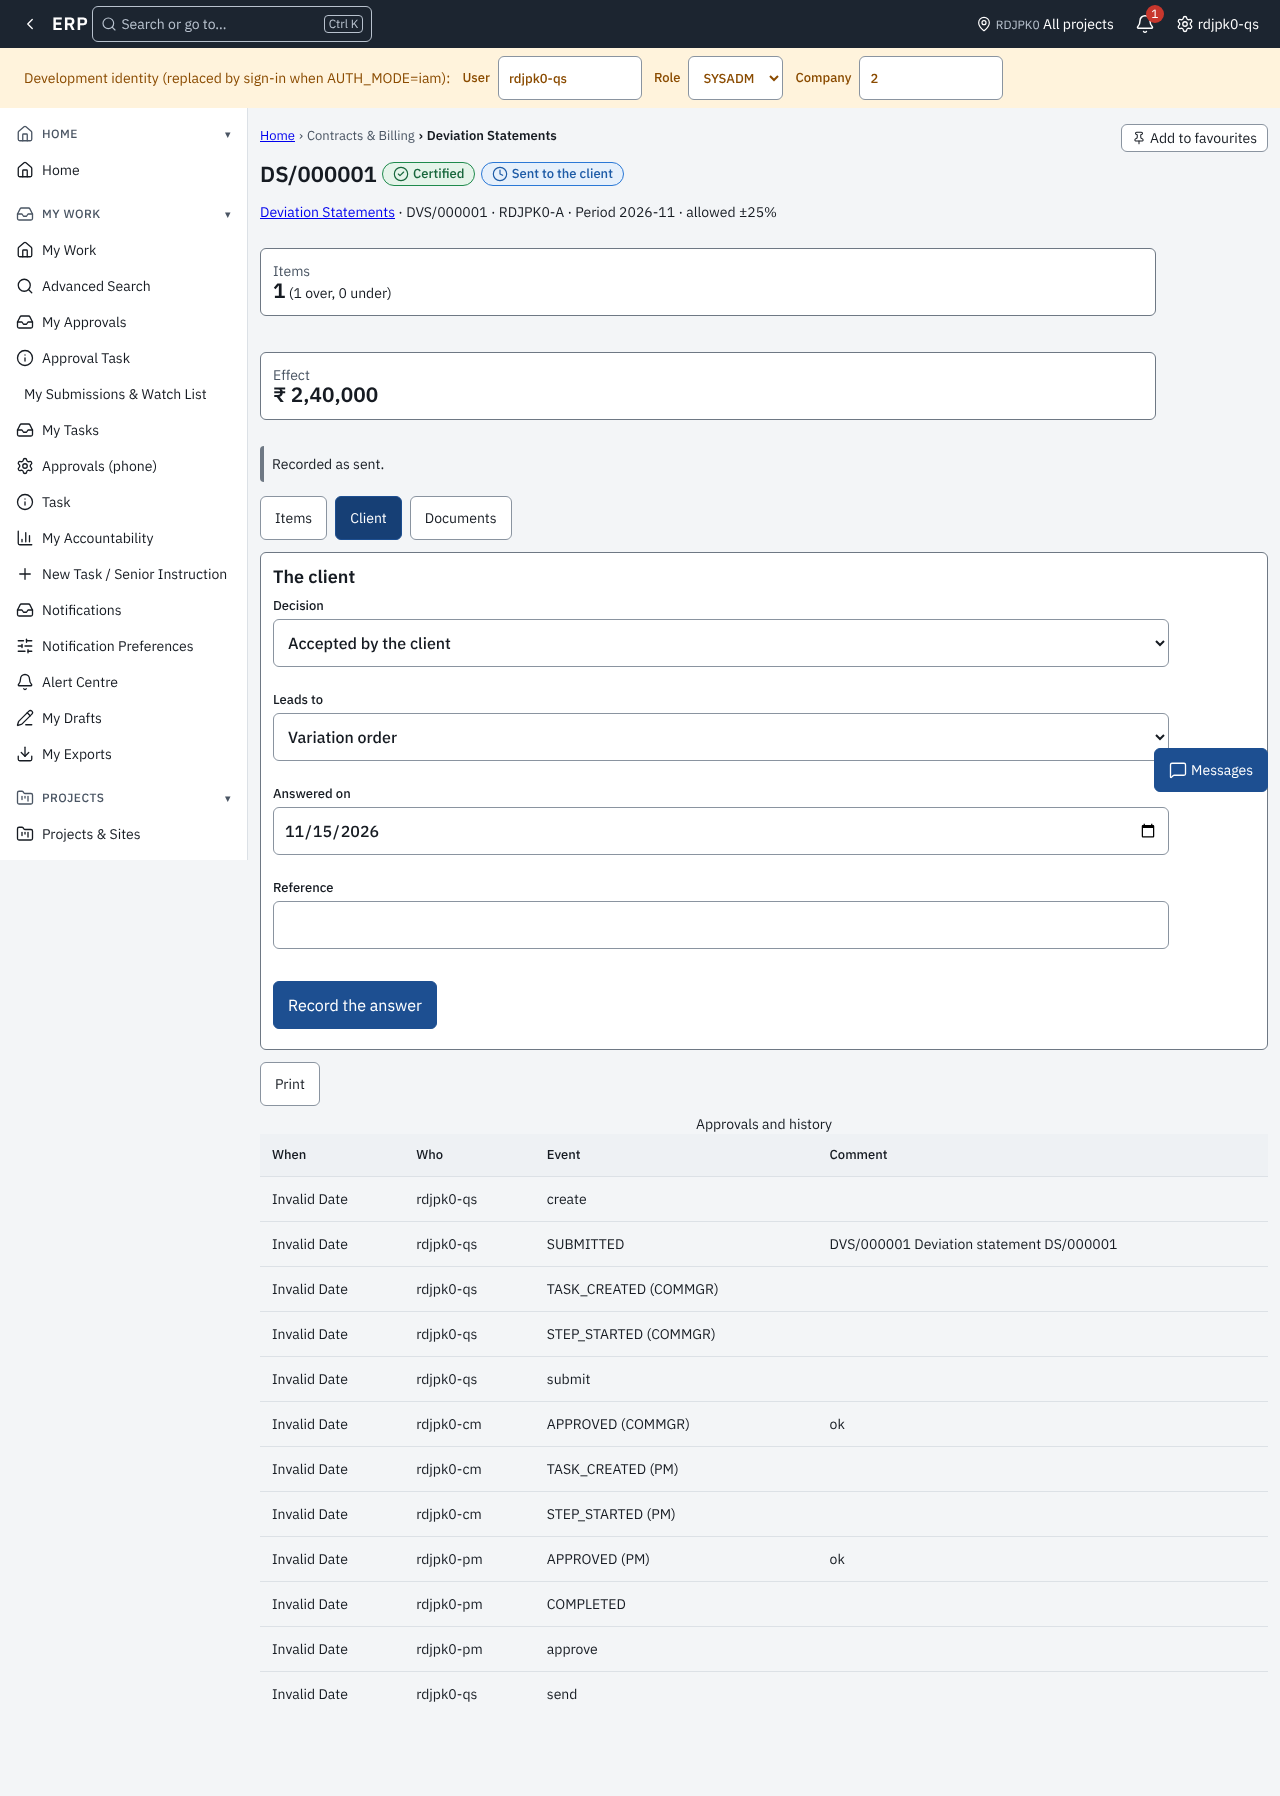 ERP
Search or go to...
Ctrl K
RDJPK0 All projects
1
rdjpk0-qs
Development identity (replaced by sign-in when AUTH_MODE=iam): User rdjpk0-qs Role SYSADM Company 2
HOME
Home
MY WORK
My Work
Advanced Search
My Approvals
Approval Task
My Submissions & Watch List
My Tasks
Approvals (phone)
Task
My Accountability
New Task / Senior Instruction
Notifications
Notification Preferences
Alert Centre
My Drafts
My Exports
PROJECTS
Projects & Sites
Home › Contracts & Billing › Deviation Statements
Add to favourites
DS/000001 Certified Sent to the client
Deviation Statements · DVS/000001 · RDJPK0-A · Period 2026-11 · allowed ±25%
Items
1 (1 over, 0 under)
Effect
₹ 2,40,000
Recorded as sent.
Items Client Documents
The client
Decision
Accepted by the client
Leads to
Variation order
Messages
Answered on
11/15/2026
Reference
Record the answer
Print
Approvals and history
When Who Event Comment
Invalid Date rdjpk0-qs create
Invalid Date rdjpk0-qs SUBMITTED DVS/000001 Deviation statement DS/000001
Invalid Date rdjpk0-qs TASK_CREATED (COMMGR)
Invalid Date rdjpk0-qs STEP_STARTED (COMMGR)
Invalid Date rdjpk0-qs submit
Invalid Date rdjpk0-cm APPROVED (COMMGR) ok
Invalid Date rdjpk0-cm TASK_CREATED (PM)
Invalid Date rdjpk0-cm STEP_STARTED (PM)
Invalid Date rdjpk0-pm APPROVED (PM) ok
Invalid Date rdjpk0-pm COMPLETED
Invalid Date rdjpk0-pm approve
Invalid Date rdjpk0-qs send